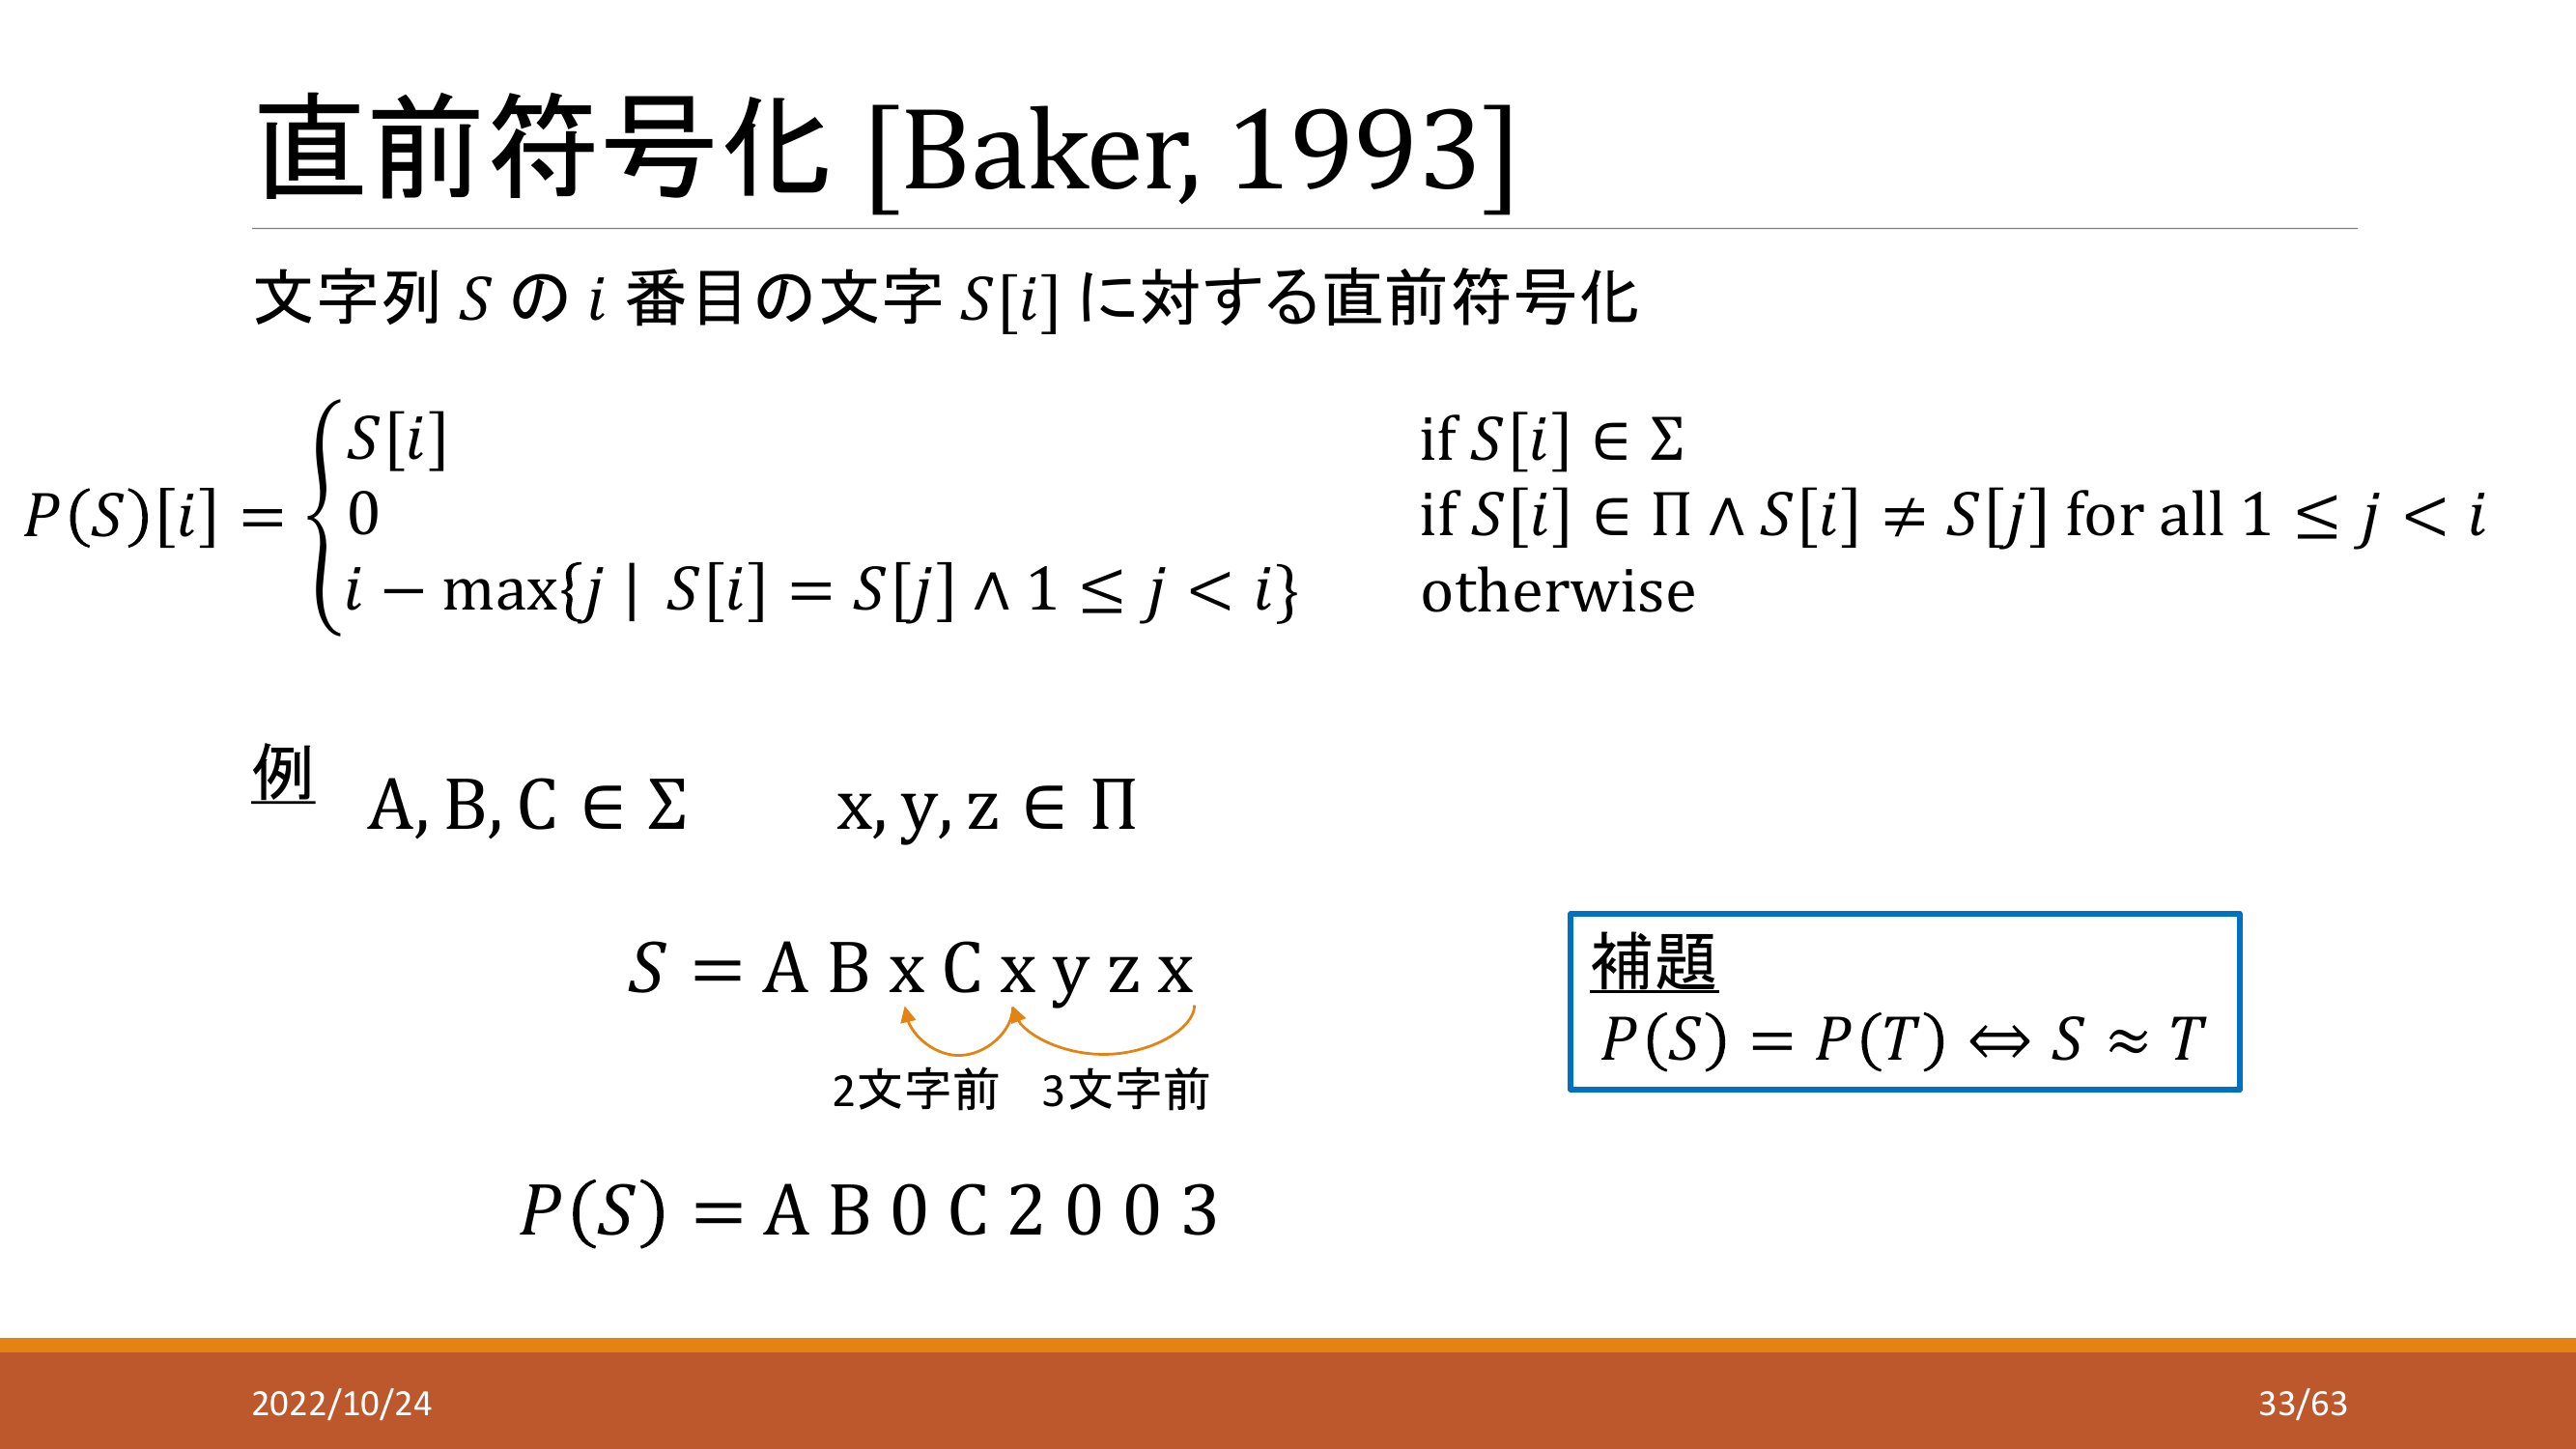 直前符号化 [Baker, 1993]
文字列 S の i 番目の文字 S[i] に対する直前符号化
S[i] if S[i] ∈ Σ
P(S)[i] = { 0 if S[i] ∈ Π ∧ S[i] ≠ S[j] for all 1 ≤ j < i
i − max{j | S[i] = S[j] ∧ 1 ≤ j < i} otherwise
例 A, B, C ∈ Σ x, y, z ∈ Π
S = A B x C x y z x
2文字前 3文字前
P(S) = A B 0 C 2 0 0 3
補題
P(S) = P(T) ⇔ S ≈ T
2022/10/24
33/63